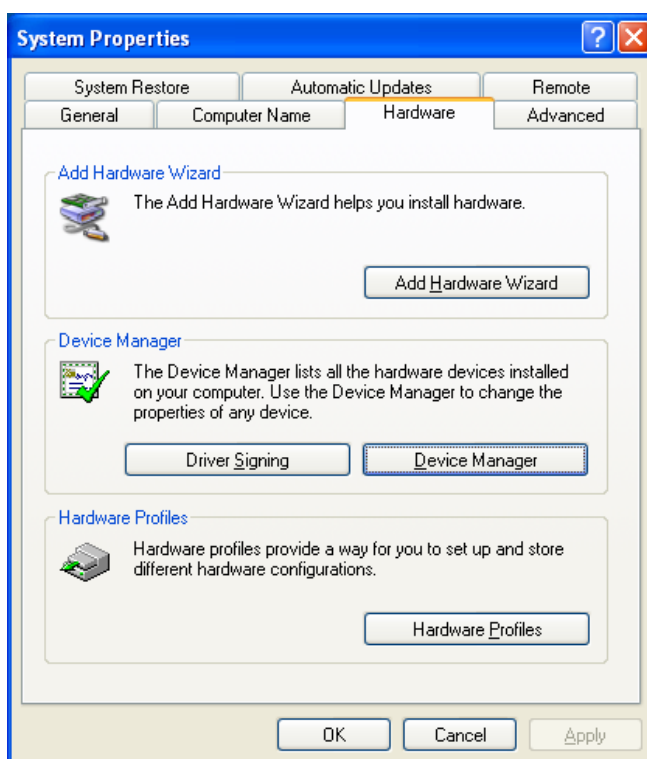 System Properties
System Restore
Automatic Updates
Remote
General
Computer Name
Hardware
Advanced
Add Hardware Wizard
The Add Hardware Wizard helps you install hardware.
Add Hardware Wizard
Device Manager
The Device Manager lists all the hardware devices installed
on your computer. Use the Device Manager to change the
properties of any device.
Driver Signing
Device Manager
Hardware Profiles
Hardware profiles provide a way for you to set up and store
different hardware configurations.
Hardware Profiles
OK
Cancel
Apply